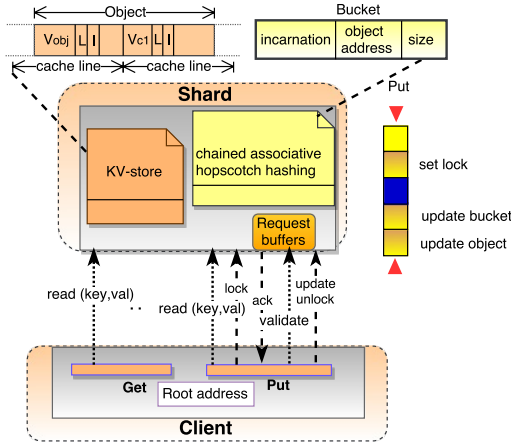 Object
Bucket
Vobj L I Vc1 L I
incarnation object address size
cache line cache line
Put
Shard
KV-store
chained associative
hopscotch hashing
set lock
update bucket
update object
Request
buffers
read (key,val)
. .
read (key,val)
lock
ack
validate
update
unlock
Get
Put
Root address
Client